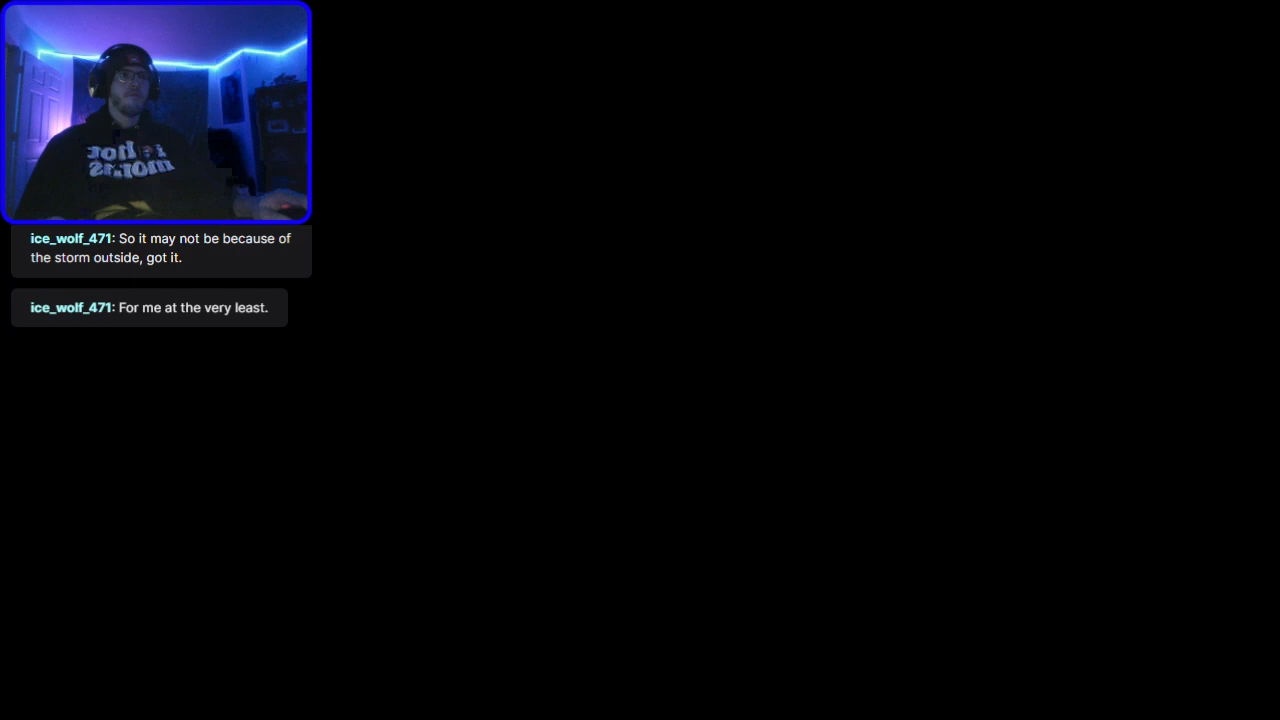 ice_wolf_471: So it may not be because of
the storm outside, got it.
ice_wolf_471: For me at the very least.